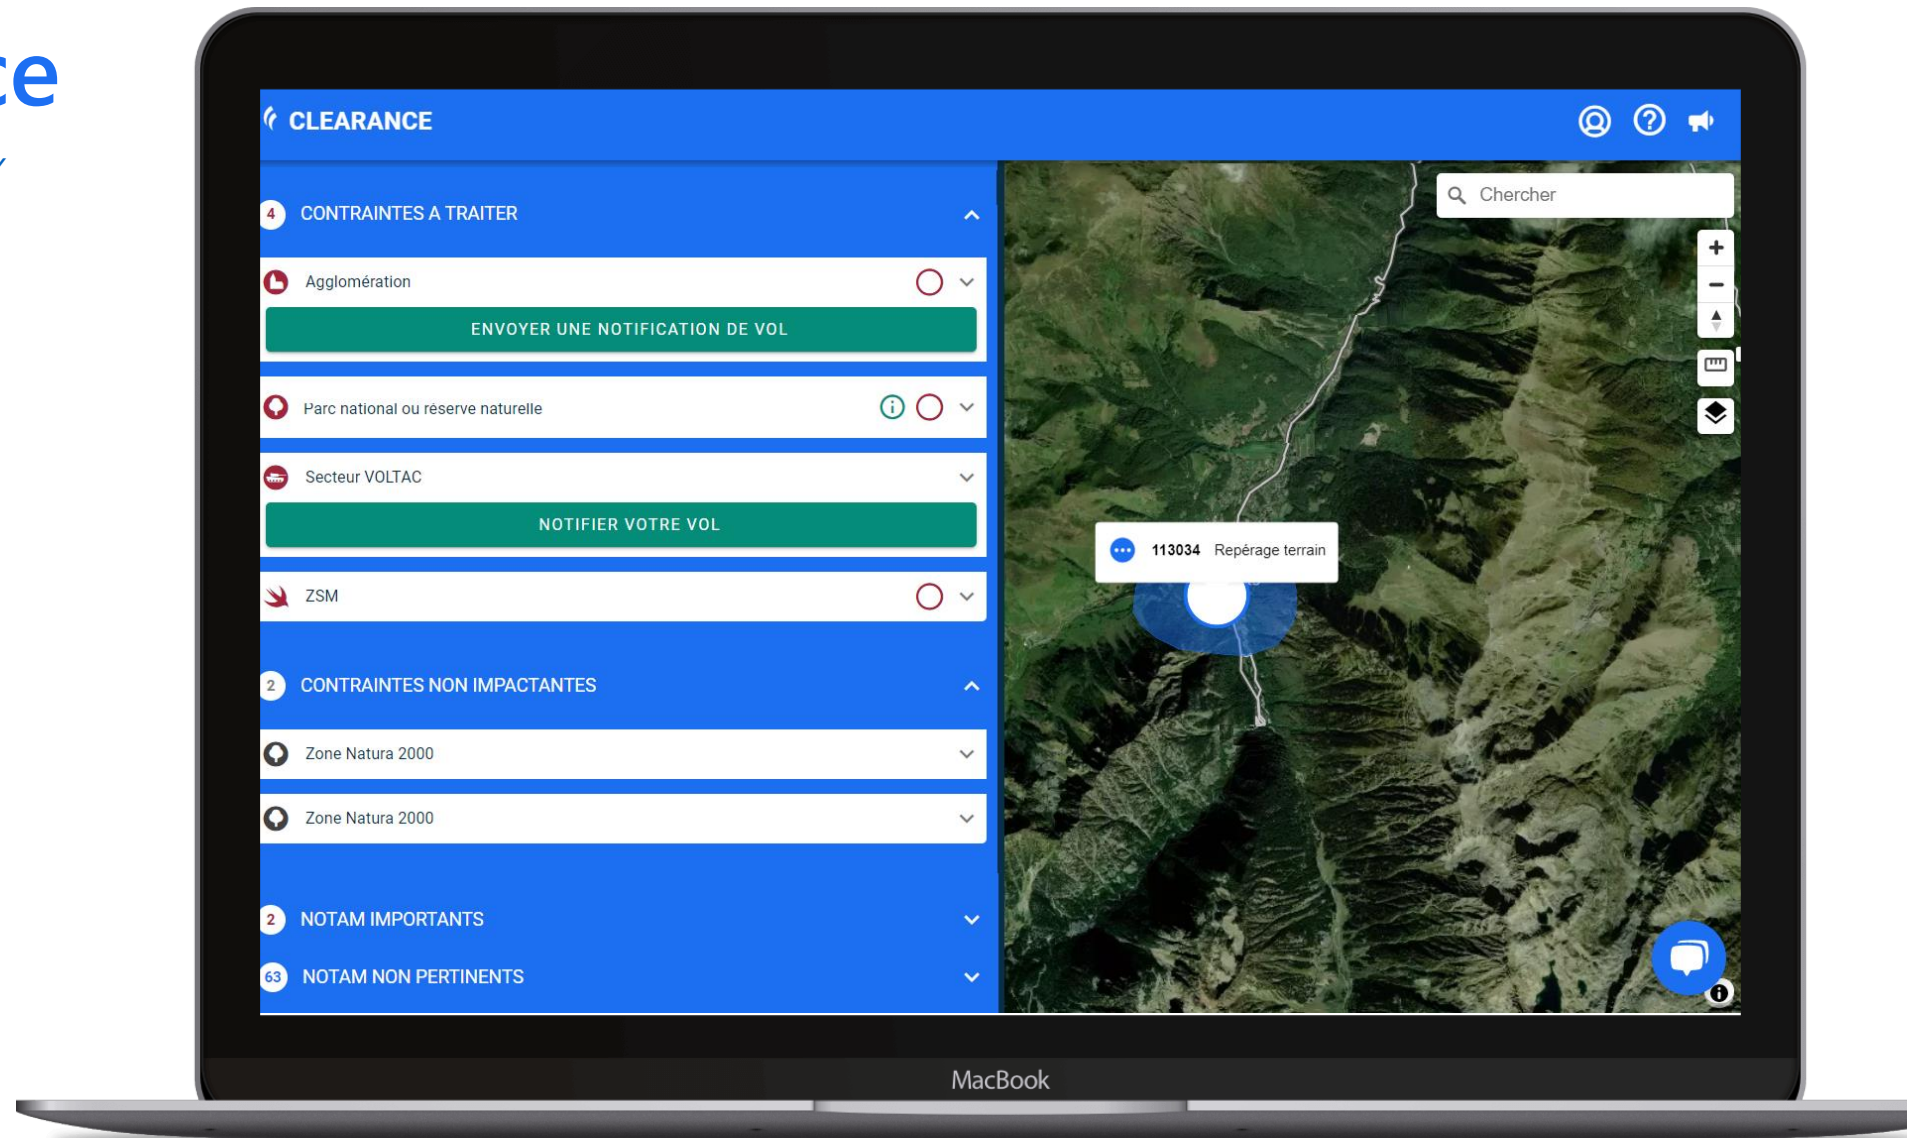 ce
CLEARANCE
4 CONTRAINTES A TRAITER
Agglomération
ENVOYER UNE NOTIFICATION DE VOL
Parc national ou réserve naturelle
Secteur VOLTAC
NOTIFIER VOTRE VOL
ZSM
2 CONTRAINTES NON IMPACTANTES
Zone Natura 2000
Zone Natura 2000
2 NOTAM IMPORTANTS
63 NOTAM NON PERTINENTS
Chercher
113034 Repérage terrain
MacBook